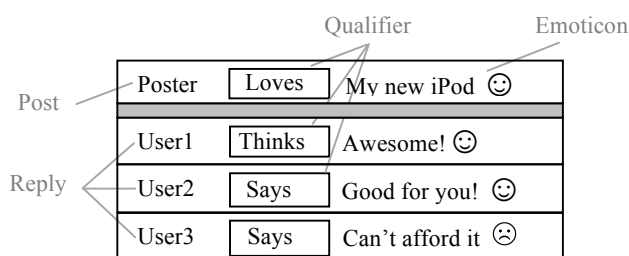 Qualifier Emoticon
Post
Poster Loves My new iPod ☺
User1 Thinks Awesome! ☺
Reply
User2 Says Good for you! ☺
User3 Says Can't afford it ☹